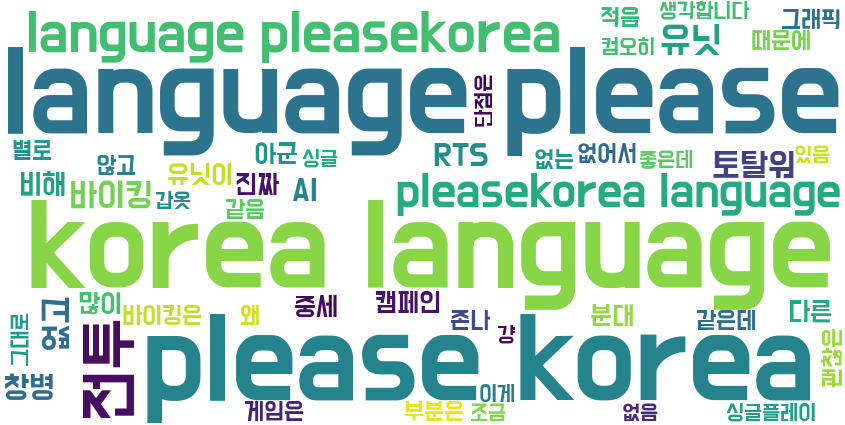 language pleasekorea
적음
생각합니다
그래픽
컴오히
유닛
때문에
language please
단점은
별로
않고
유닛이
아군
싱글
RTS
없는
없어서
좋은데
토탈워
있음
비해
바이킹
갑옷
진짜
같음
AI
pleasekorea language
korea language
그대로
없고
많이
바이킹은
왜
중세
캠페인
존나
걍
분대
같은데
다른
괜찮은
전투
please korea
창병
게임은
부분은
조금
이게
없음
싱글플레이